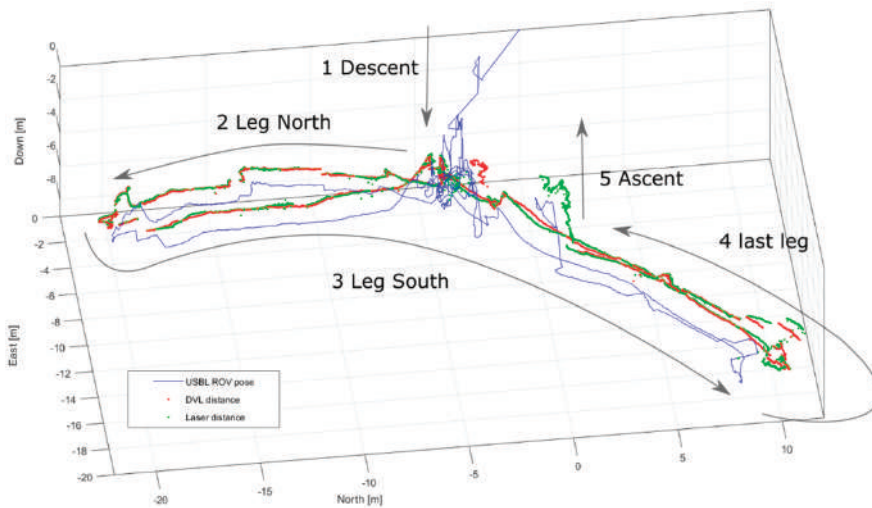 0
-2
-4
-6
-8
Down [m]
1 Descent
2 Leg North
5 Ascent
4 last leg
3 Leg South
0
-2
-4
-6
-8
-10
-12
-14
-16
-18
-20
East [m]
USBL ROV pose
DVL distance
Laser distance
-20
-15
-10
-5
0
5
10
North [m]